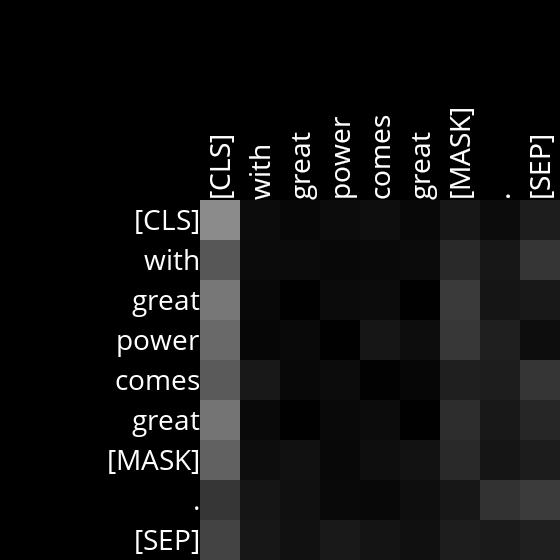 [CLS] with great power comes great [MASK] . [SEP]
[CLS]
with
great
power
comes
great
[MASK]
.
[SEP]